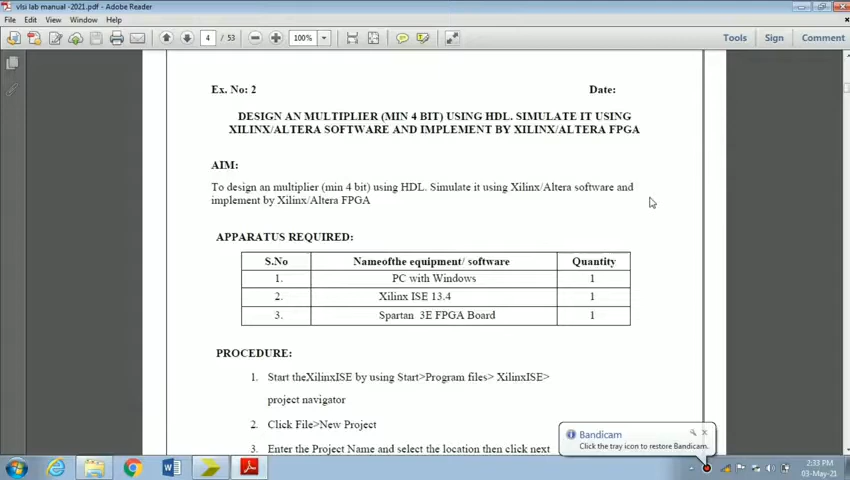 vlsi lab manual -2021.pdf - Adobe Reader
File Edit View Window Help
4 / 53 100% Tools Sign Comment
Ex. No: 2 Date:
DESIGN AN MULTIPLIER (MIN 4 BIT) USING HDL. SIMULATE IT USING
XILINX/ALTERA SOFTWARE AND IMPLEMENT BY XILINX/ALTERA FPGA
AIM:
To design an multiplier (min 4 bit) using HDL. Simulate it using Xilinx/Altera software and
implement by Xilinx/Altera FPGA
APPARATUS REQUIRED:
S.No Nameofthe equipment/ software Quantity
1. PC with Windows 1
2. Xilinx ISE 13.4 1
3. Spartan 3E FPGA Board 1
PROCEDURE:
1. Start theXilinxISE by using Start>Program files> XilinxISE>
project navigator
2. Click File>New Project
3. Enter the Project Name and select the location then click next
Bandicam
Click the tray icon to restore Bandicam.
2:33 PM
03-May-21